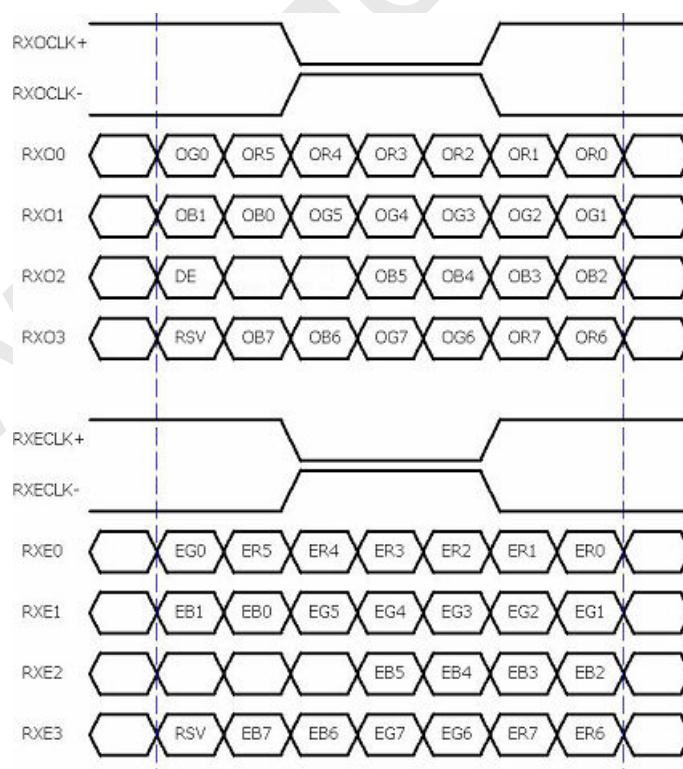 RXOCLK+
RXOCLK-
RXO0 OG0 OR5 OR4 OR3 OR2 OR1 OR0
RXO1 OB1 OB0 OG5 OG4 OG3 OG2 OG1
RXO2 DE OB5 OB4 OB3 OB2
RXO3 RSV OB7 OB6 OG7 OG6 OR7 OR6
RXECLK+
RXECLK-
RXE0 EG0 ER5 ER4 ER3 ER2 ER1 ER0
RXE1 EB1 EB0 EG5 EG4 EG3 EG2 EG1
RXE2 EB5 EB4 EB3 EB2
RXE3 RSV EB7 EB6 EG7 EG6 ER7 ER6